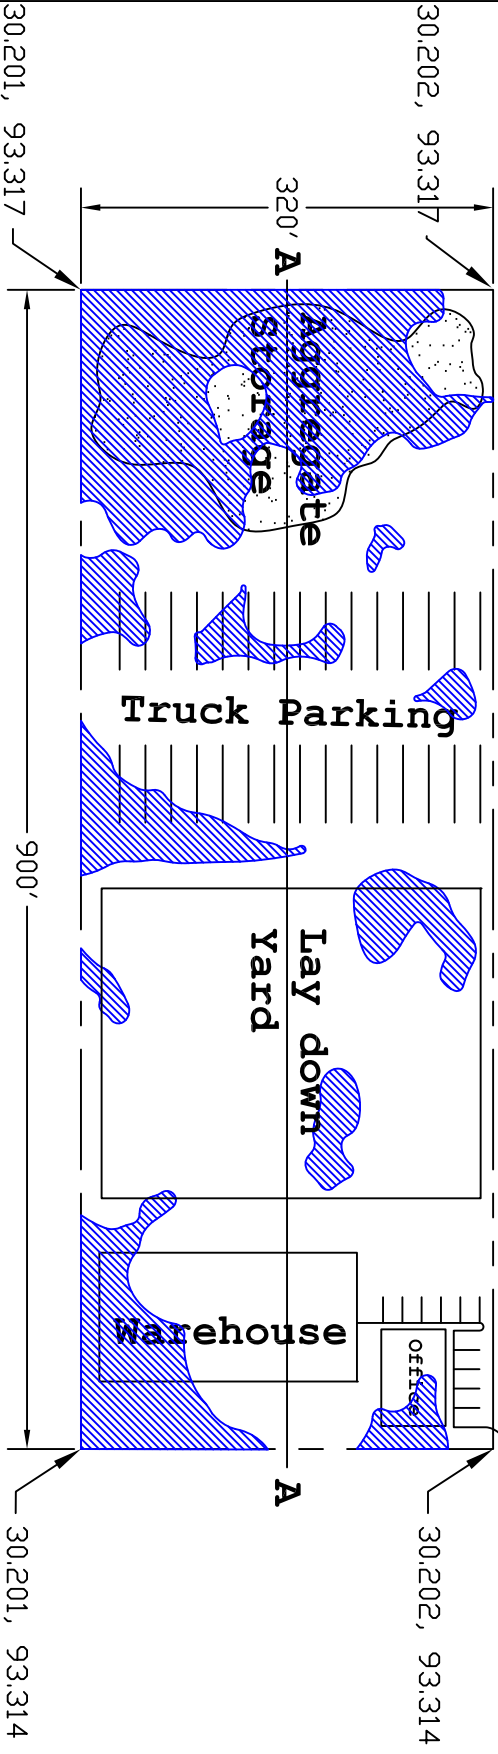 30.201, 93.317
30.202, 93.317
320'
A
Aggregate
Storage
Truck Parking
900'
Lay down
Yard
Warehouse
Office
A
30.201, 93.314
30.202, 93.314